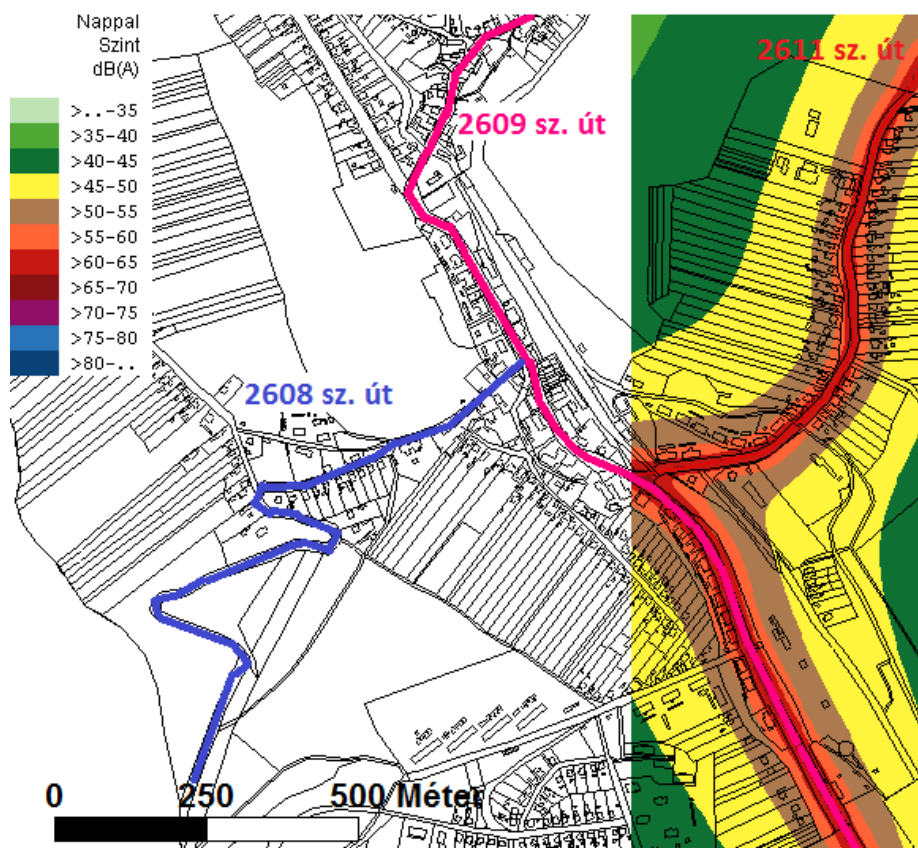 Nappal
Szint
dB(A)
>..-35
>35-40
>40-45
>45-50
>50-55
>55-60
>60-65
>65-70
>70-75
>75-80
>80-..
2611 sz. út
2609 sz. út
2608 sz. út
0 250 500 Méter